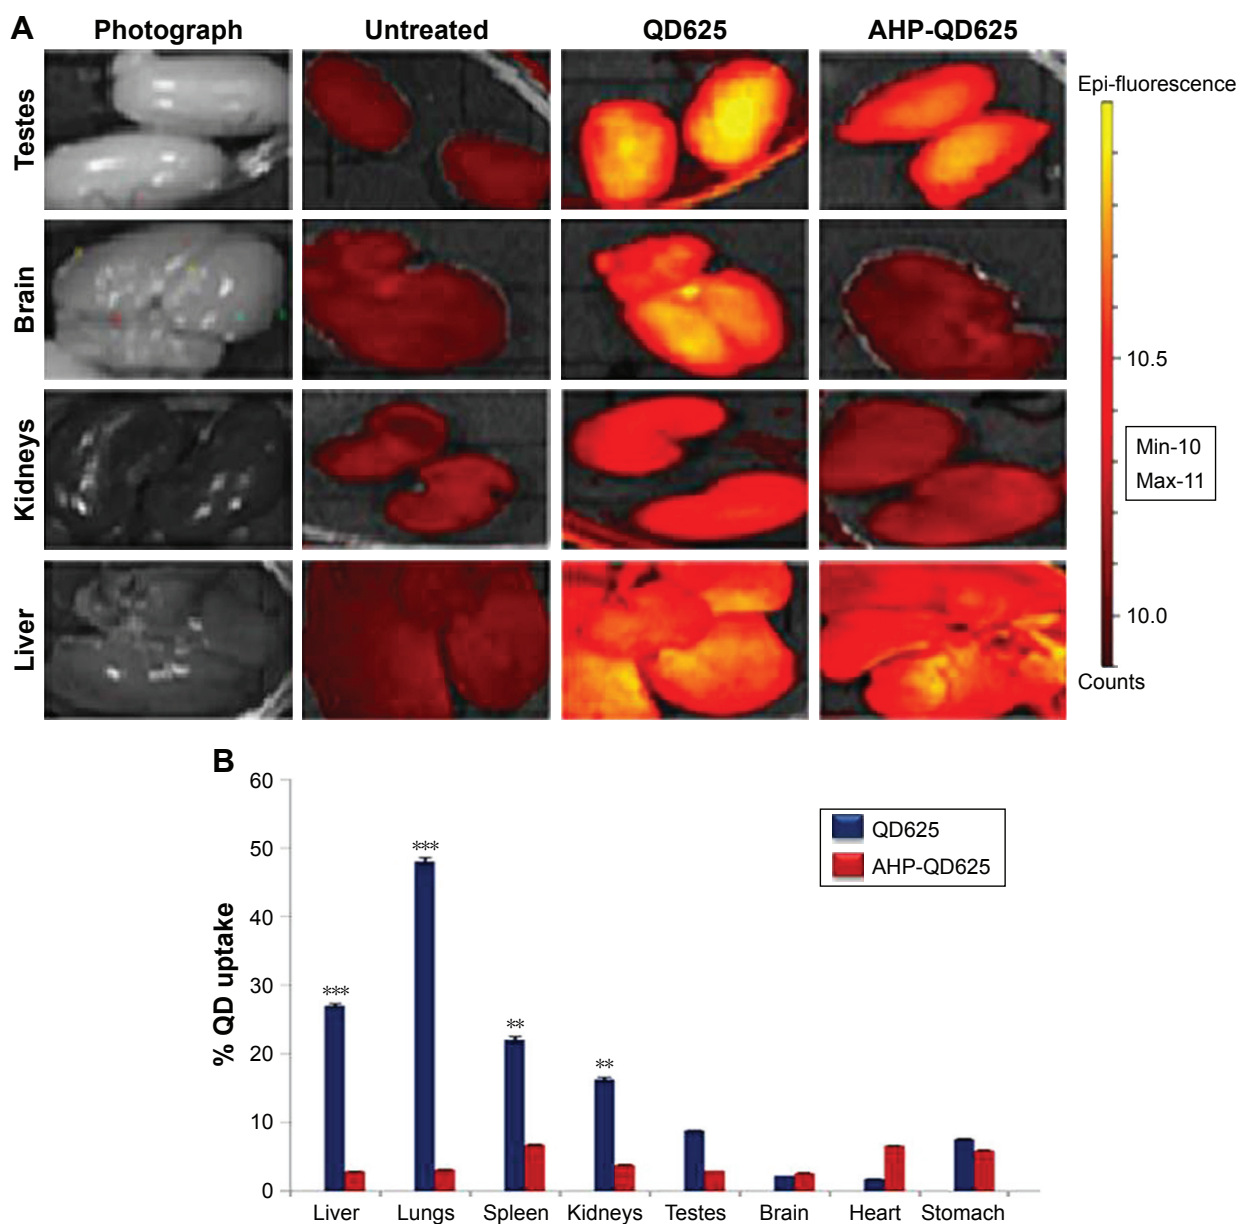 A
Photograph
Untreated
QD625
AHP-QD625
Testes
Brain
Kidneys
Liver
Epi-fluorescence
10.5
Min-10
Max-11
10.0
Counts
B
% QD uptake
60
50
40
30
20
10
0
***
***
**
**
QD625
AHP-QD625
Liver Lungs Spleen Kidneys Testes Brain Heart Stomach